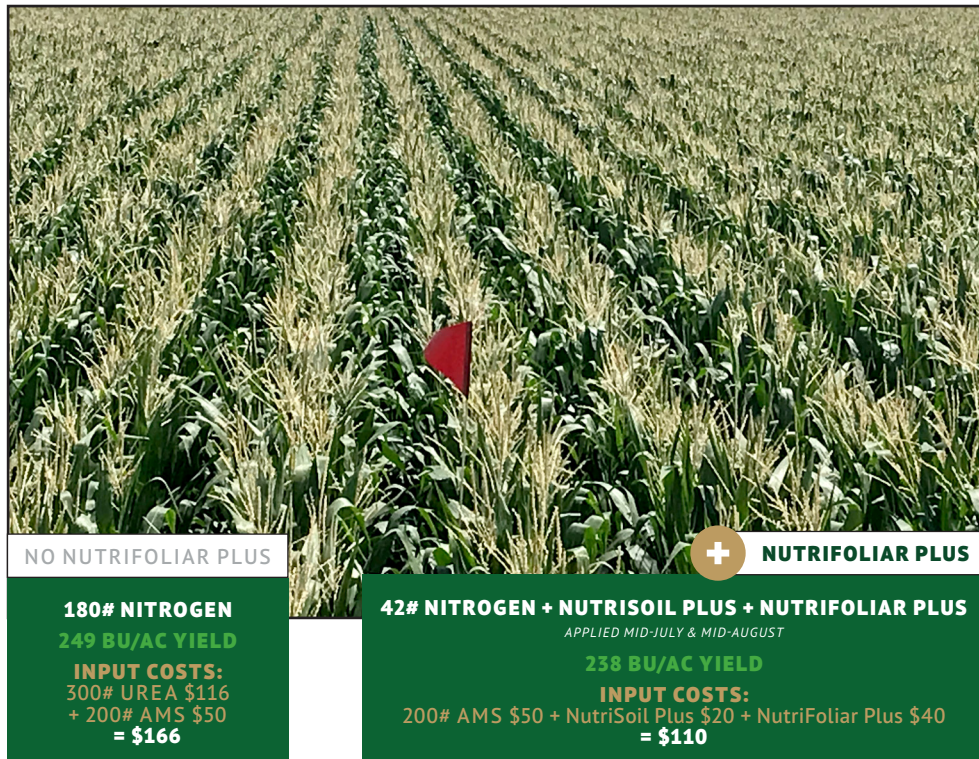 NO NUTRIFOLIAR PLUS
180# NITROGEN
249 BU/AC YIELD
INPUT COSTS:
300# UREA $116
+ 200# AMS $50
= $166
+ NUTRIFOLIAR PLUS
42# NITROGEN + NUTRISOIL PLUS + NUTRIFOLIAR PLUS
APPLIED MID-JULY & MID-AUGUST
238 BU/AC YIELD
INPUT COSTS:
200# AMS $50 + NutriSoil Plus $20 + NutriFoliar Plus $40
= $110